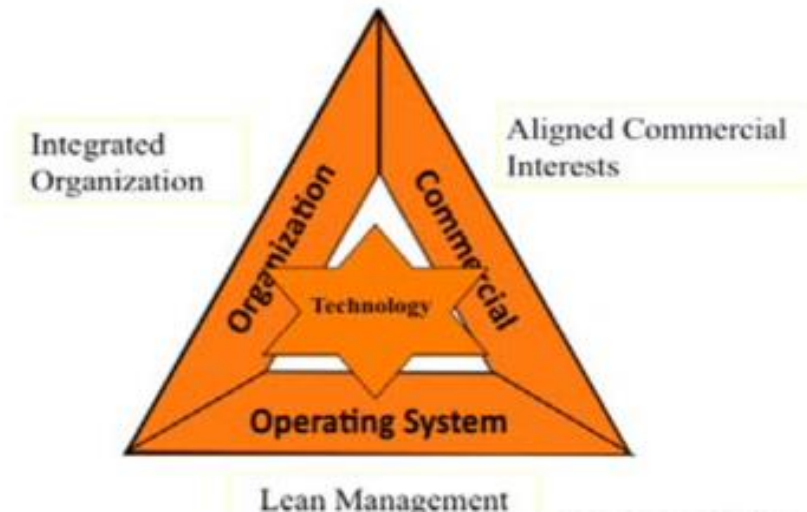 Integrated
Organization
Aligned Commercial
Interests
Organization
Commercial
Technology
Operating System
Lean Management